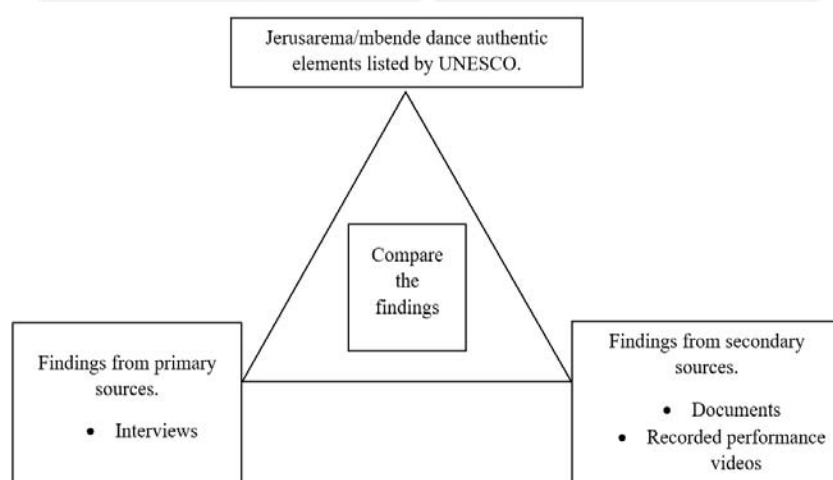 Jerusarema/mbende dance authentic
elements listed by UNESCO.
Compare
the
findings
Findings from primary
sources.
• Interviews
Findings from secondary
sources.
• Documents
• Recorded performance
videos